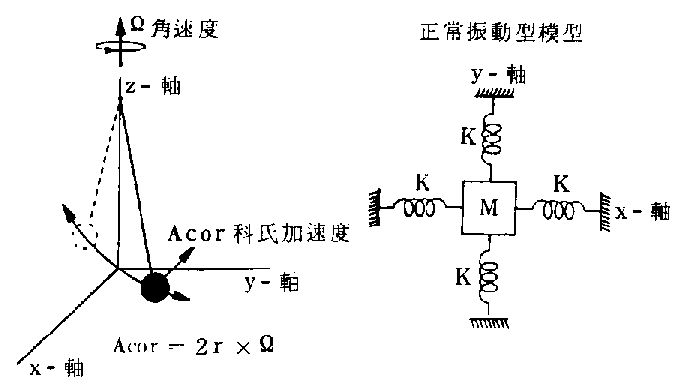 Ω 角速度
z - 軸
Acor 科氏加速度
y - 軸
x - 軸
Acor = 2r × Ω
正常振動型模型
y - 軸
K
K
M
K
x - 軸
K